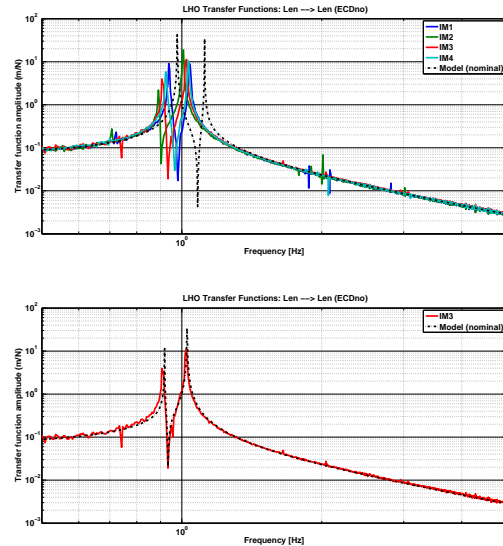 LHO Transfer Functions: Len −−> Len (ECDno)
Transfer function amplitude (m/N)
10²
10¹
10⁰
10⁻¹
10⁻²
10⁻³
IM1
IM2
IM3
IM4
Model (nominal)
10⁰
Frequency [Hz]
LHO Transfer Functions: Len −−> Len (ECDno)
Transfer function amplitude (m/N)
10²
10¹
10⁰
10⁻¹
10⁻²
10⁻³
IM3
Model (nominal)
10⁰
Frequency [Hz]